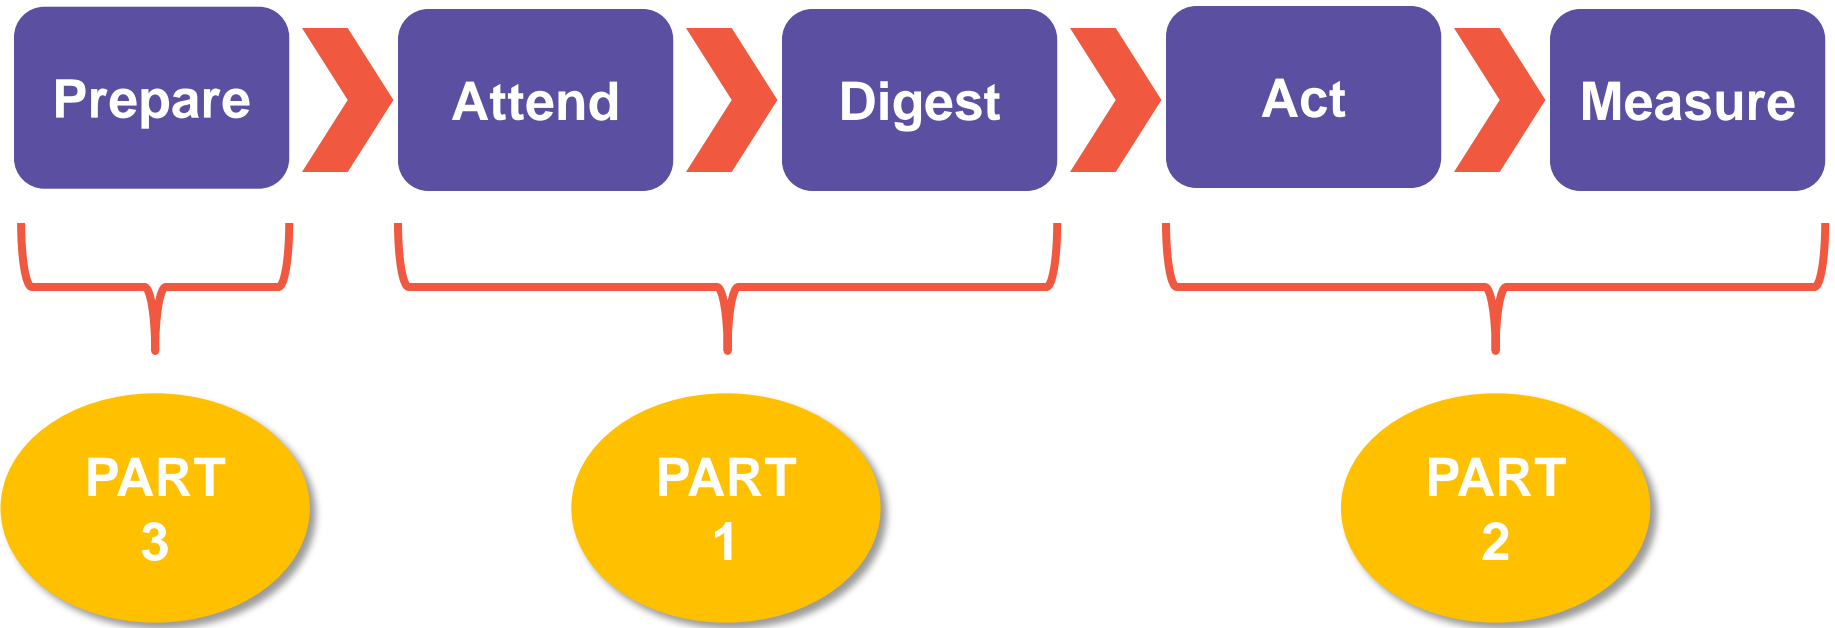 Prepare
Attend
Digest
Act
Measure
PART
3
PART
1
PART
2